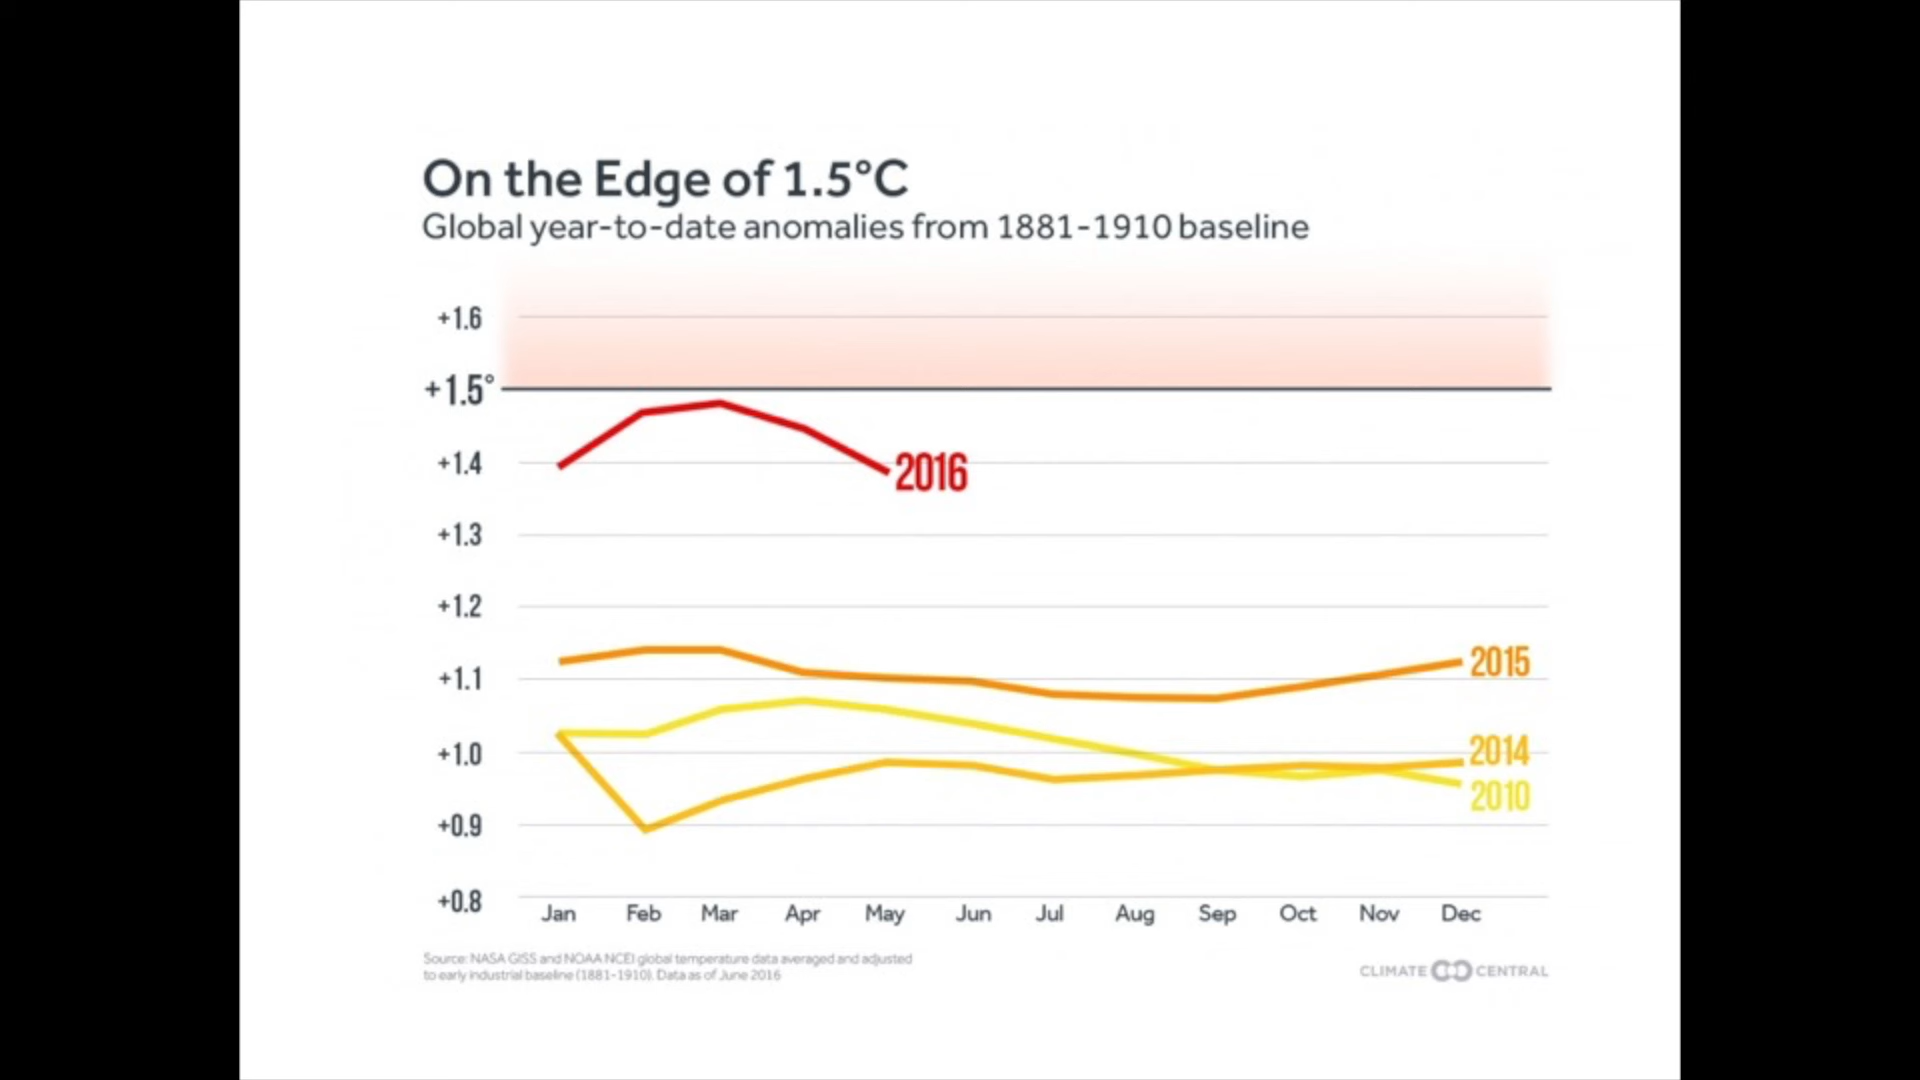 On the Edge of 1.5°C
Global year-to-date anomalies from 1881-1910 baseline
+1.6
+1.5°
+1.4
2016
+1.3
+1.2
2015
+1.1
2014
+1.0
2010
+0.9
+0.8
Jan Feb Mar Apr May Jun Jul Aug Sep Oct Nov Dec
Source: NASA GISS and NOAA NCEI global temperature data averaged and adjusted
to early industrial baseline (1881-1910). Data as of June 2016
CLIMATE CENTRAL